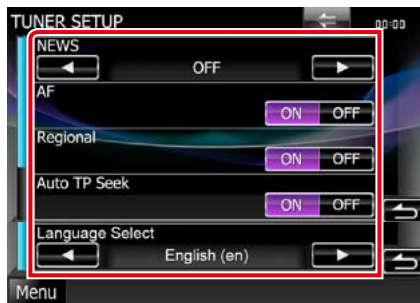 TUNER SETUP 00:00
NEWS
OFF
AF
ON OFF
Regional
ON OFF
Auto TP Seek
ON OFF
Language Select
English (en)
Menu